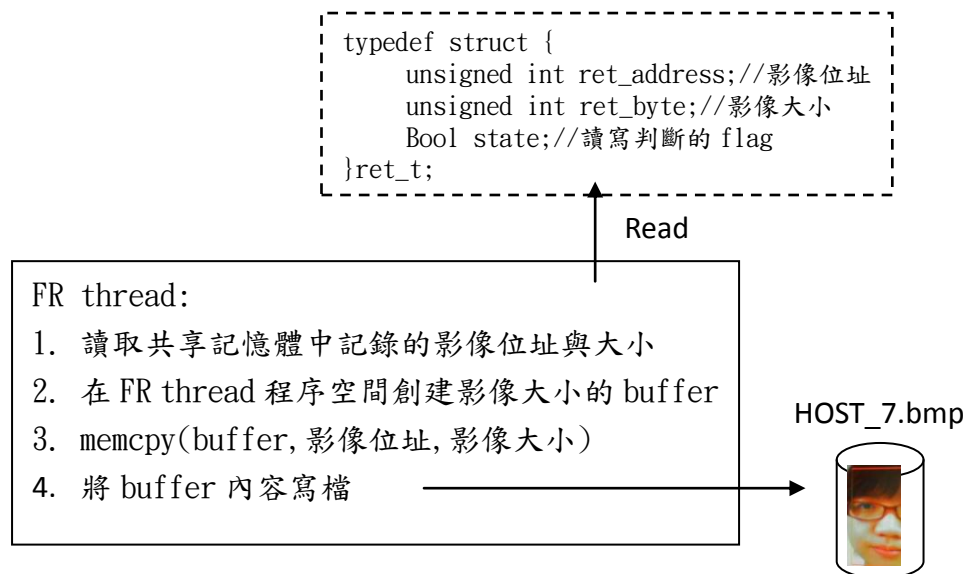 typedef struct {
unsigned int ret_address;//影像位址
unsigned int ret_byte;//影像大小
Bool state;//讀寫判斷的 flag
}ret_t;
Read
FR thread:
1. 讀取共享記憶體中記錄的影像位址與大小
2. 在 FR thread 程序空間創建影像大小的 buffer
3. memcpy(buffer,影像位址,影像大小)
4. 將 buffer 內容寫檔
HOST_7.bmp